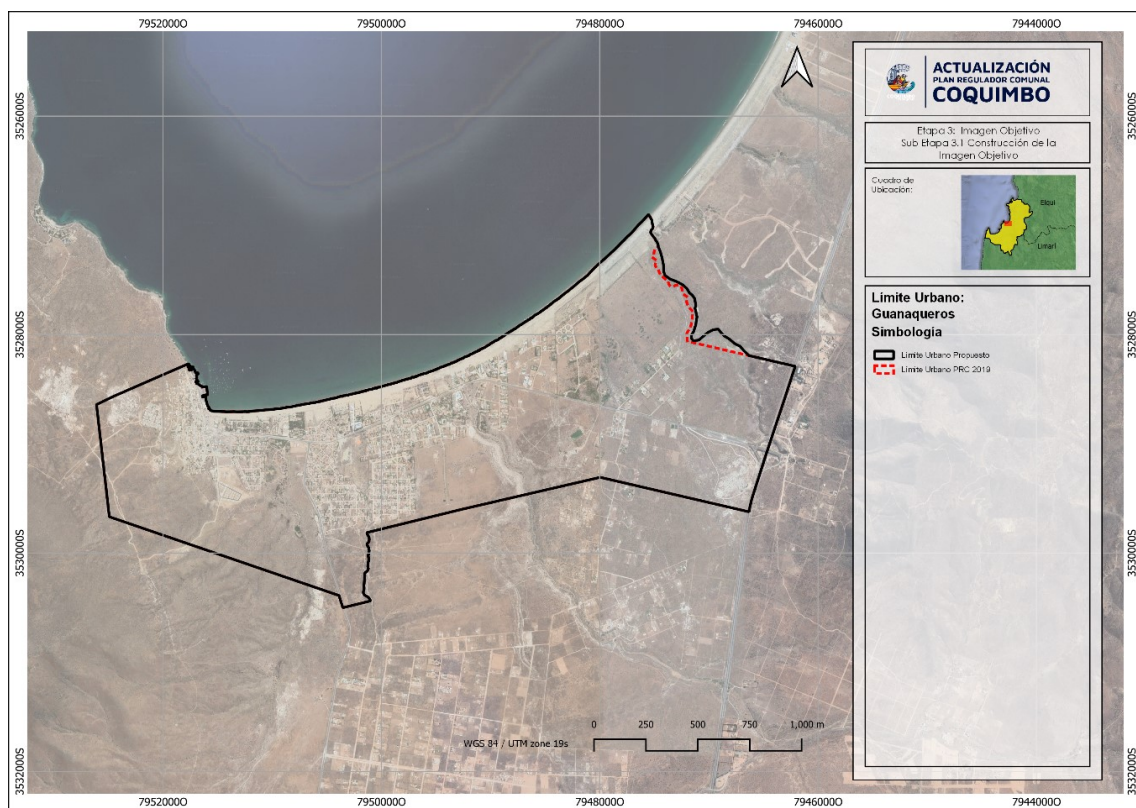 7952000O
7950000O
7948000O
7946000O
7944000O
3526000S
3528000S
3530000S
3532000S
3526000S
3528000S
3530000S
3532000S
ACTUALIZACIÓN
PLAN REGULADOR COMUNAL
COQUIMBO
Etapa 3: Imagen Objetivo
Sub Etapa 3.1 Construcción de la
Imagen Objetivo
Cuadro de
Ubicación:
Elqui
Limarí
Limite Urbano:
Guanaqueros
Simbología
Limite Urbano Propuesto
Limite Urbano PRC 2019
0 250 500 750 1,000 m
WGS 84 / UTM zone 19s
7952000O
7950000O
7948000O
7946000O
7944000O